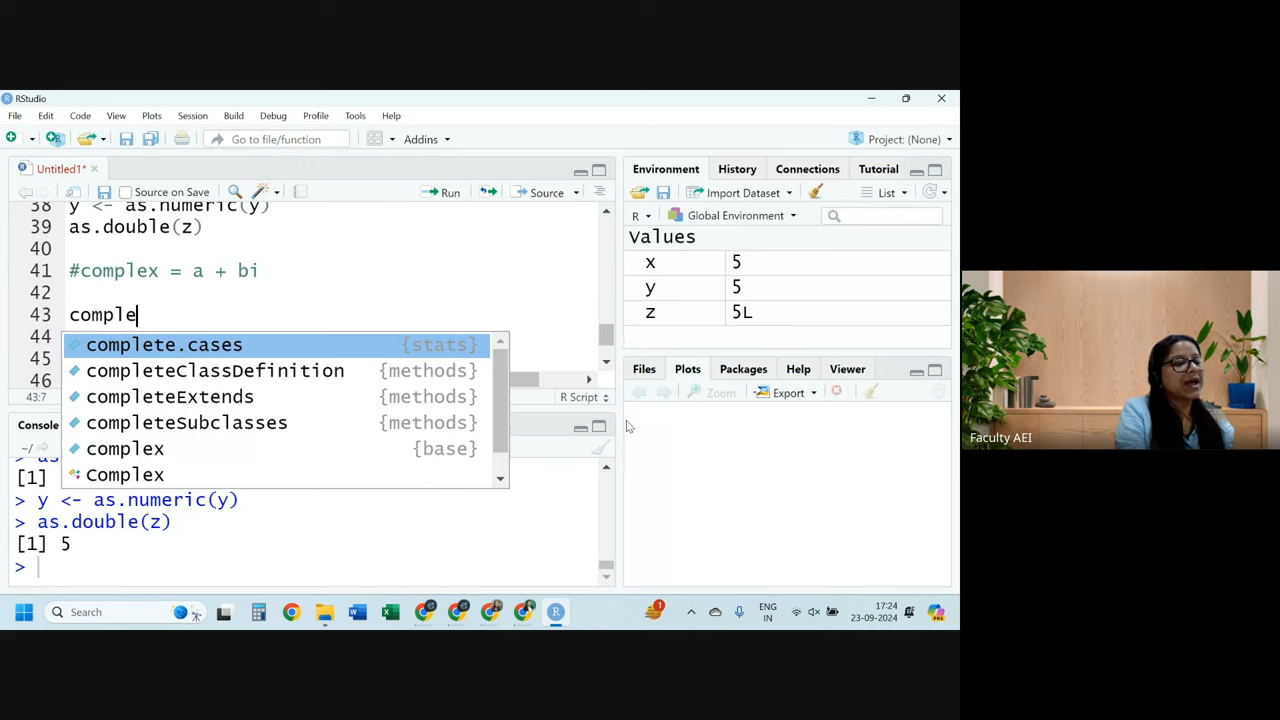 RStudio
File Edit Code View Plots Session Build Debug Profile Tools Help
Go to file/function Addins Project: (None)
Untitled1*
Source on Save Run Source
38 y <- as.numeric(y)
39 as.double(z)
40
41 #complex = a + bi
42
43 comple
44
45
46
complete.cases {stats}
completeClassDefinition {methods}
completeExtends {methods}
completeSubclasses {methods}
complex {base}
Complex
43:7 R Script
Console
~/
[1]
> y <- as.numeric(y)
> as.double(z)
[1] 5
>
Environment History Connections Tutorial
Import Dataset List
R Global Environment
Values
x 5
y 5
z 5L
Files Plots Packages Help Viewer
Zoom Export
Faculty AEI
Search
1
ENG
IN
17:24
23-09-2024
PRE